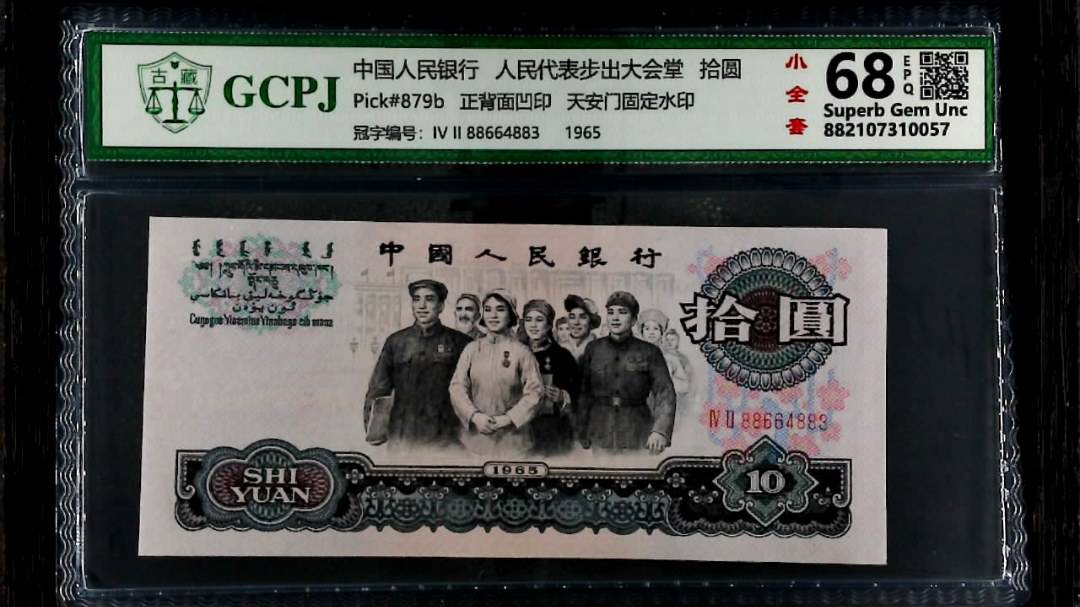 古藏
GCPJ
中国人民银行 人民代表步出大会堂 拾圆
Pick#879b 正背面凹印 天安门固定水印
冠字编号: IV II 88664883 1965
小全套
68 EPQ
Superb Gem Unc
882107310057
中國人民銀行
拾圓
IV II 88664883
1965
SHI
YUAN
10